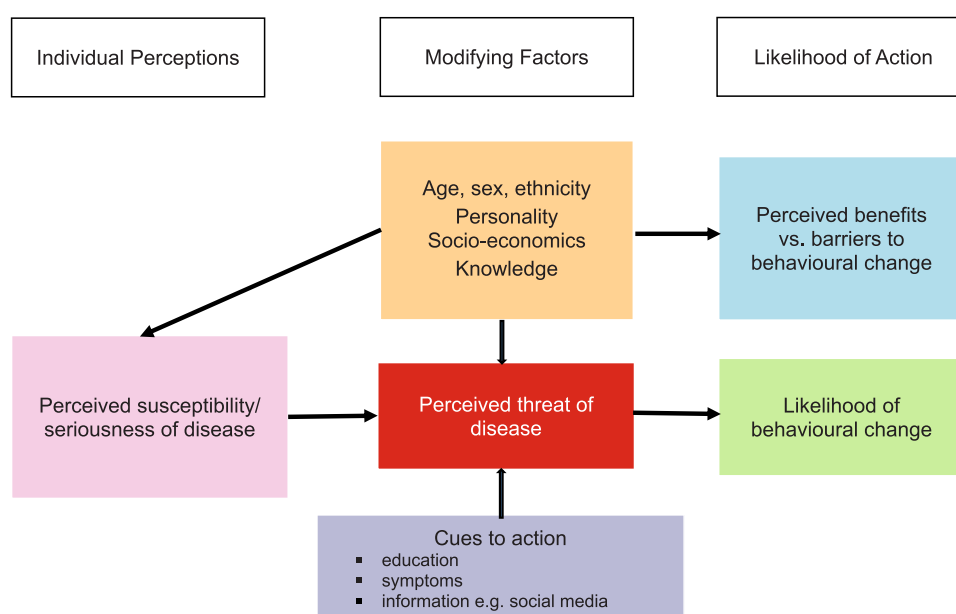 Individual Perceptions
Modifying Factors
Likelihood of Action
Age, sex, ethnicity
Personality
Socio-economics
Knowledge
Perceived benefits
vs. barriers to
behavioural change
Perceived susceptibility/
seriousness of disease
Perceived threat of
disease
Likelihood of
behavioural change
Cues to action
▪ education
▪ symptoms
▪ information e.g. social media